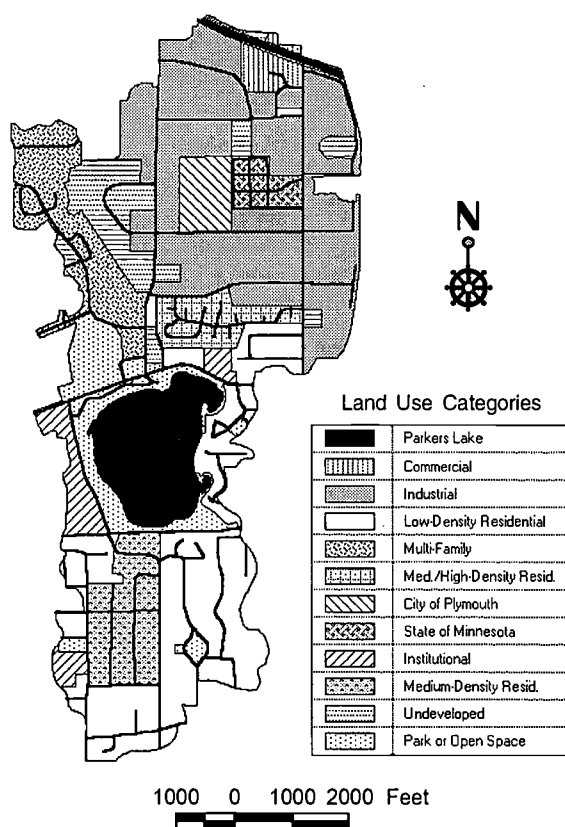 N
Land Use Categories
Parkers Lake
Commercial
Industrial
Low-Density Residential
Multi-Family
Med./High-Density Resid.
City of Plymouth
State of Minnesota
Institutional
Medium-Density Resid.
Undeveloped
Park or Open Space
1000 0 1000 2000 Feet